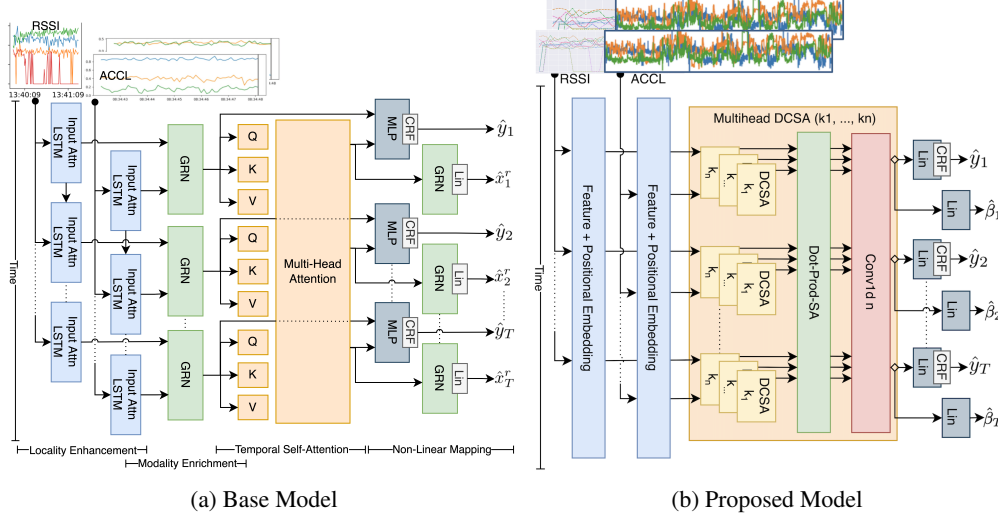 RSSI
ACCL
13:40:09 13:41:09
Time
Input Attn
LSTM
Input Attn
LSTM
Input Attn
LSTM
Input Attn
LSTM
Input Attn
LSTM
Input Attn
LSTM
GRN
GRN
GRN
Q
K
V
Q
K
V
Q
K
V
Multi-Head
Attention
MLP
CRF
ŷ₁
GRN
Lin
x̂₁ʳ
MLP
CRF
ŷ₂
GRN
Lin
x̂₂ʳ
MLP
CRF
ŷ_T
GRN
Lin
x̂_Tʳ
Locality Enhancement
Modality Enrichment
Temporal Self-Attention
Non-Linear Mapping
(a) Base Model
RSSI
ACCL
Time
Feature + Positional Embedding
Feature + Positional Embedding
Multihead DCSA (k1, ..., kn)
kₙ
k...
k₁
DCSA
kₙ
k...
k₁
DCSA
kₙ
k...
k₁
DCSA
Dot-Prod-SA
Conv1d n
Lin
CRF
ŷ₁
Lin
β̂₁
Lin
CRF
ŷ₂
Lin
β̂₂
Lin
CRF
ŷ_T
Lin
β̂_T
(b) Proposed Model